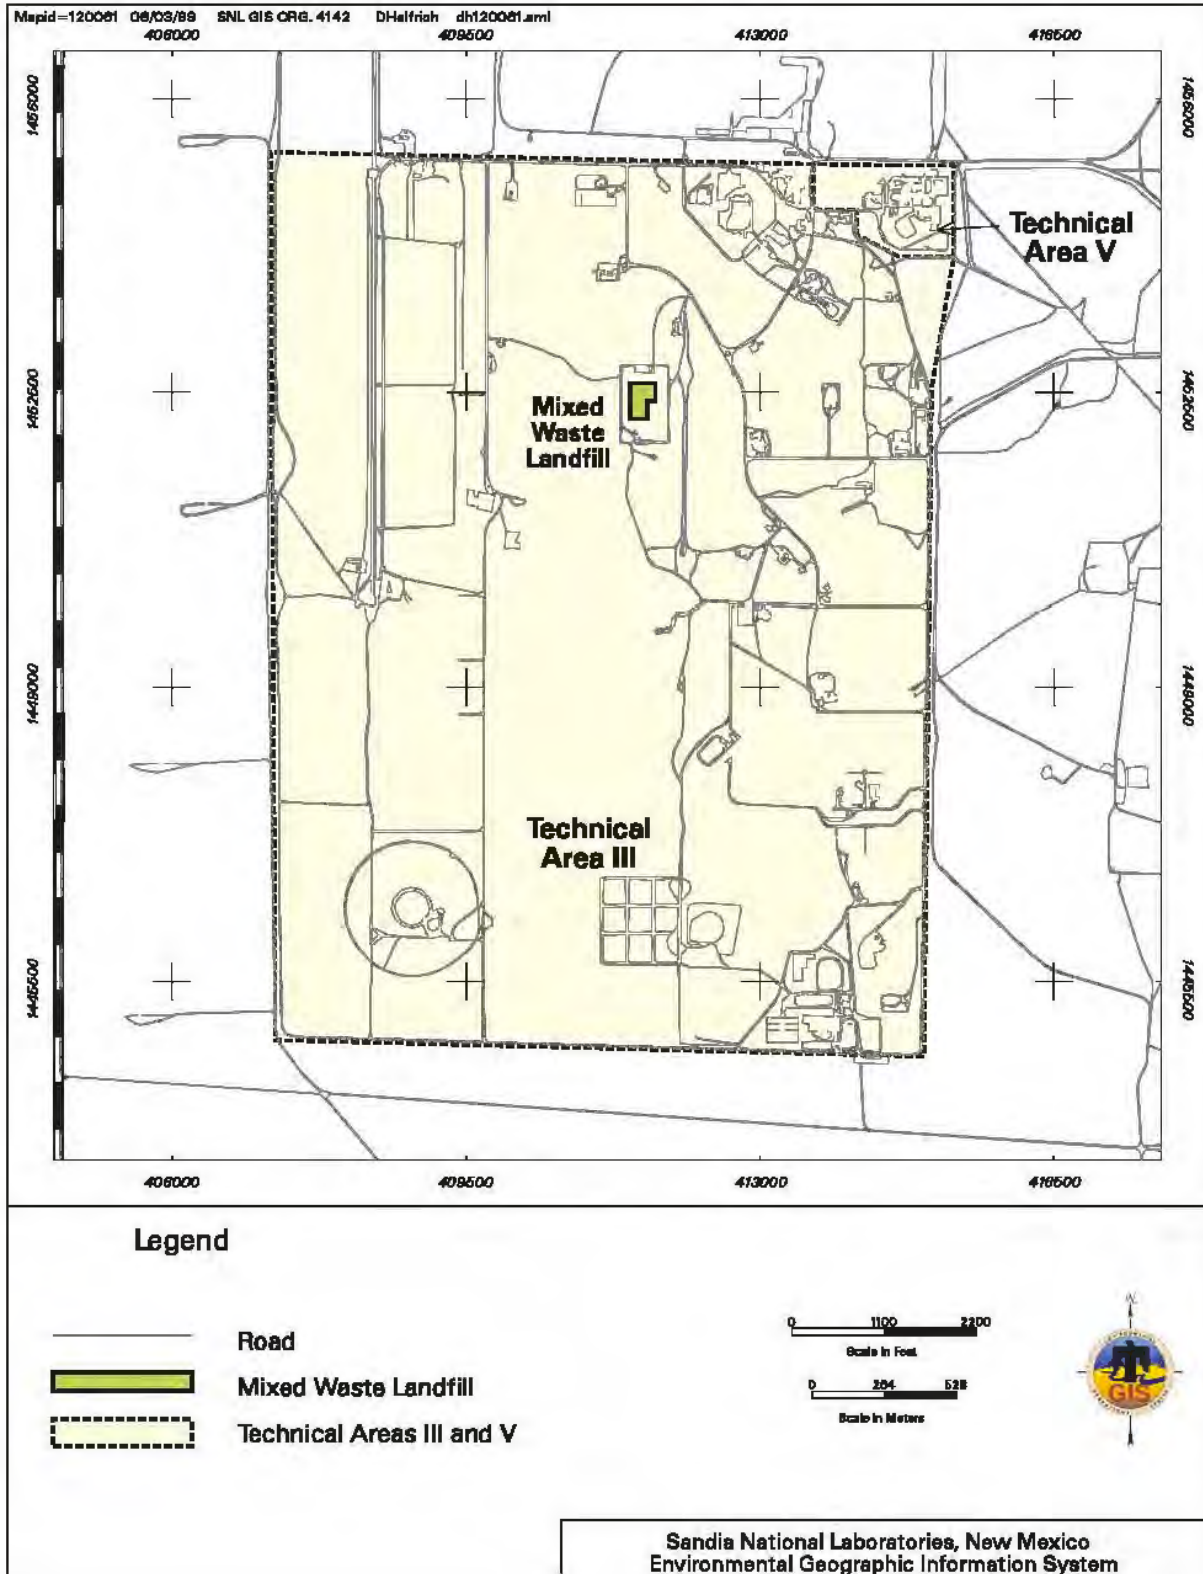 Mapid=120061 06/03/99 SNL GIS ORG. 4142 DHelfrich dh120061.aml
406000 409500 413000 416500
1456000
1456000
Technical
Area V
1452500
1452500
Mixed
Waste
Landfill
1449000
1449000
Technical
Area III
1445500
1445500
406000 409500 413000 416500
Legend
Road
Mixed Waste Landfill
Technical Areas III and V
0 1100 2200
Scale in Feet
0 264 528
Scale in Meters
N
GIS
Sandia National Laboratories, New Mexico
Environmental Geographic Information System